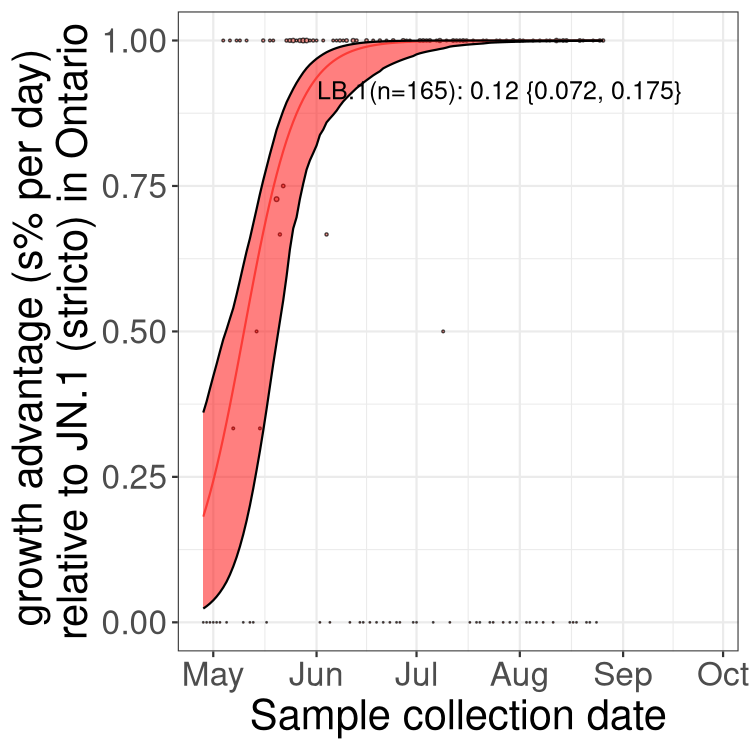 growth advantage (s% per day)
relative to JN.1 (stricto) in Ontario
1.00
0.75
0.50
0.25
0.00
LB.1(n=165): 0.12 {0.072, 0.175}
May Jun Jul Aug Sep Oct
Sample collection date